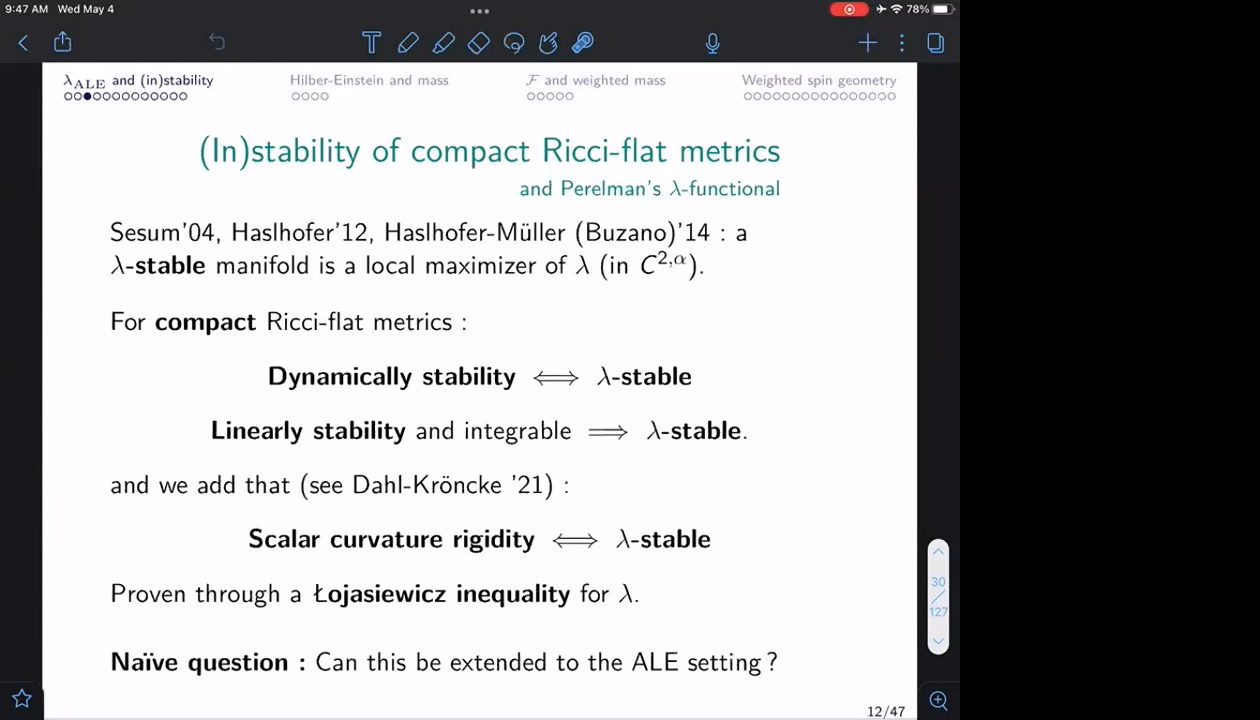 9:47 AM Wed May 4
78%
λALE and (in)stability
Hilber-Einstein and mass
ℱ and weighted mass
Weighted spin geometry
(In)stability of compact Ricci-flat metrics
and Perelman's λ-functional
Sesum'04, Haslhofer'12, Haslhofer-Müller (Buzano)'14 : a
λ-stable manifold is a local maximizer of λ (in C^{2,α}).
For compact Ricci-flat metrics :
Dynamically stability ⟺ λ-stable
Linearly stability and integrable ⟹ λ-stable.
and we add that (see Dahl-Kröncke '21) :
Scalar curvature rigidity ⟺ λ-stable
Proven through a Łojasiewicz inequality for λ.
Naïve question : Can this be extended to the ALE setting ?
30
/
127
12/47